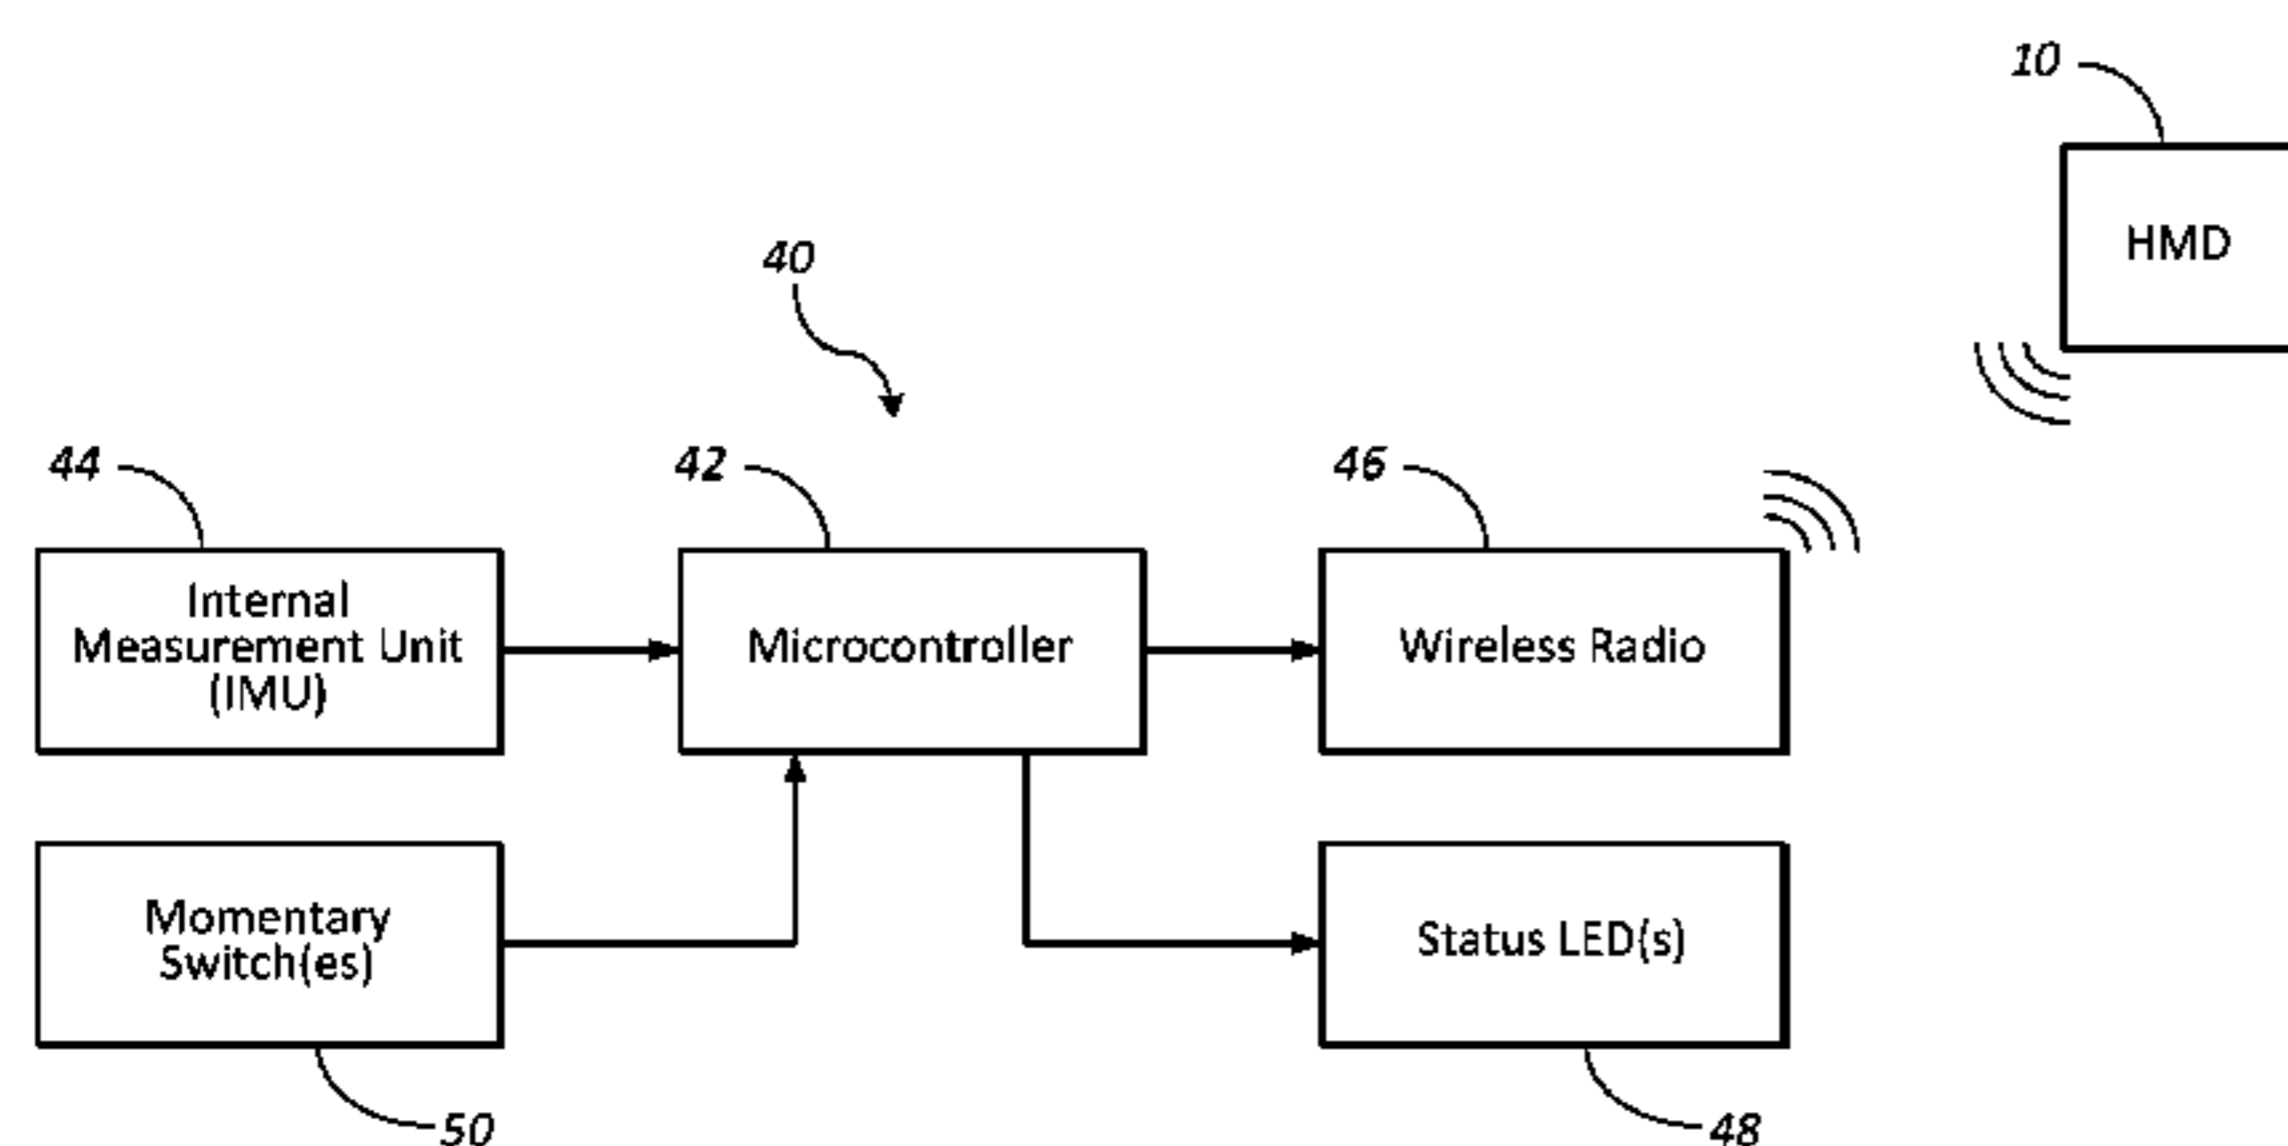 10
HMD
40
44
42
46
Internal
Measurement Unit
(IMU)
Microcontroller
Wireless Radio
Momentary
Switch(es)
Status LED(s)
50
48